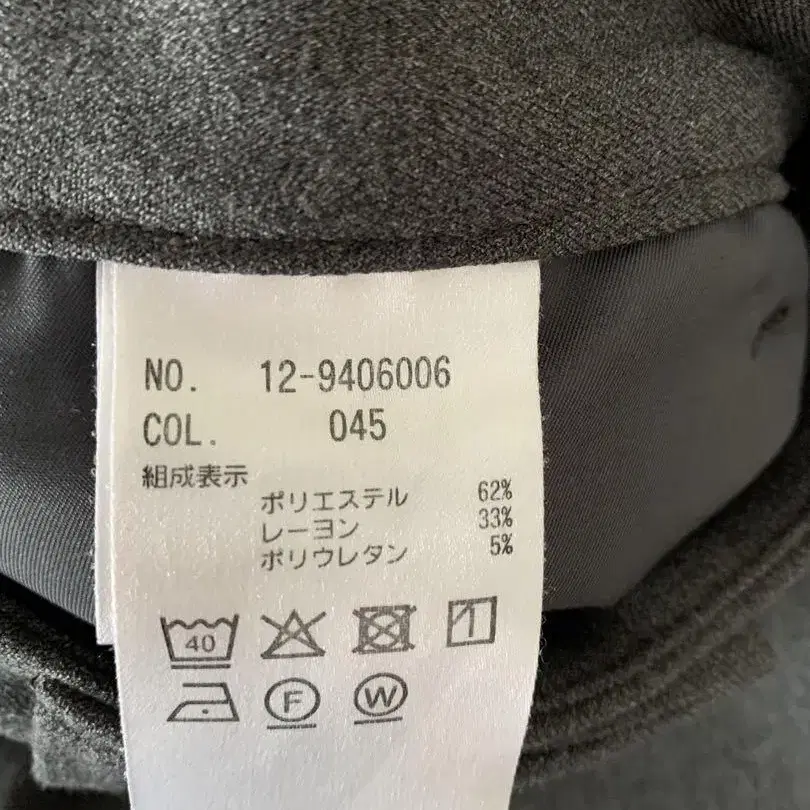 NO. 12-9406006
COL. 045
組成表示
ポリエステル 62%
レーヨン 33%
ポリウレタン 5%
40
F W